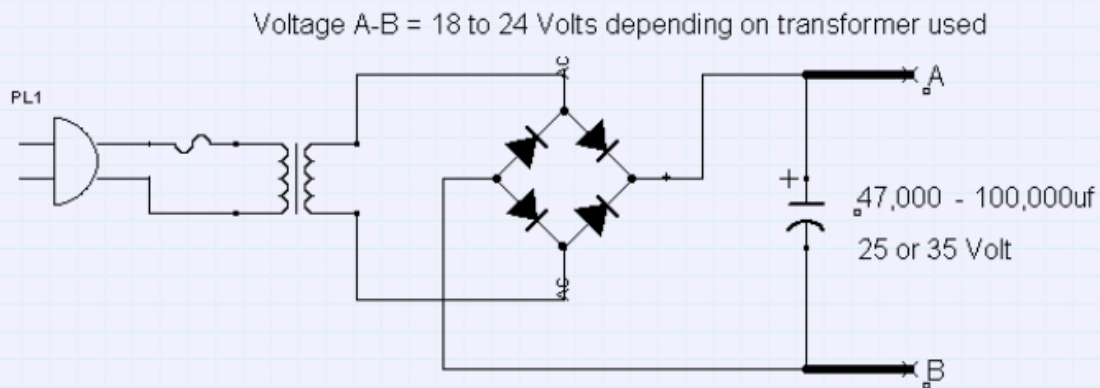 Voltage A-B = 18 to 24 Volts depending on transformer used
PL1
Ac
A
+
+
47,000 - 100,000uf
25 or 35 Volt
AC
B